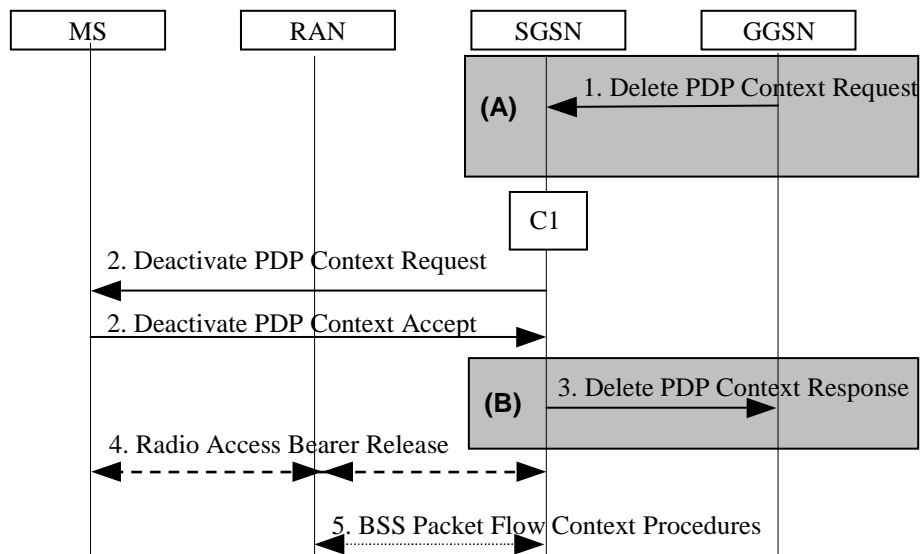 MS RAN SGSN GGSN
1. Delete PDP Context Request
(A)
C1
2. Deactivate PDP Context Request
2. Deactivate PDP Context Accept
(B) 3. Delete PDP Context Response
4. Radio Access Bearer Release
5. BSS Packet Flow Context Procedures